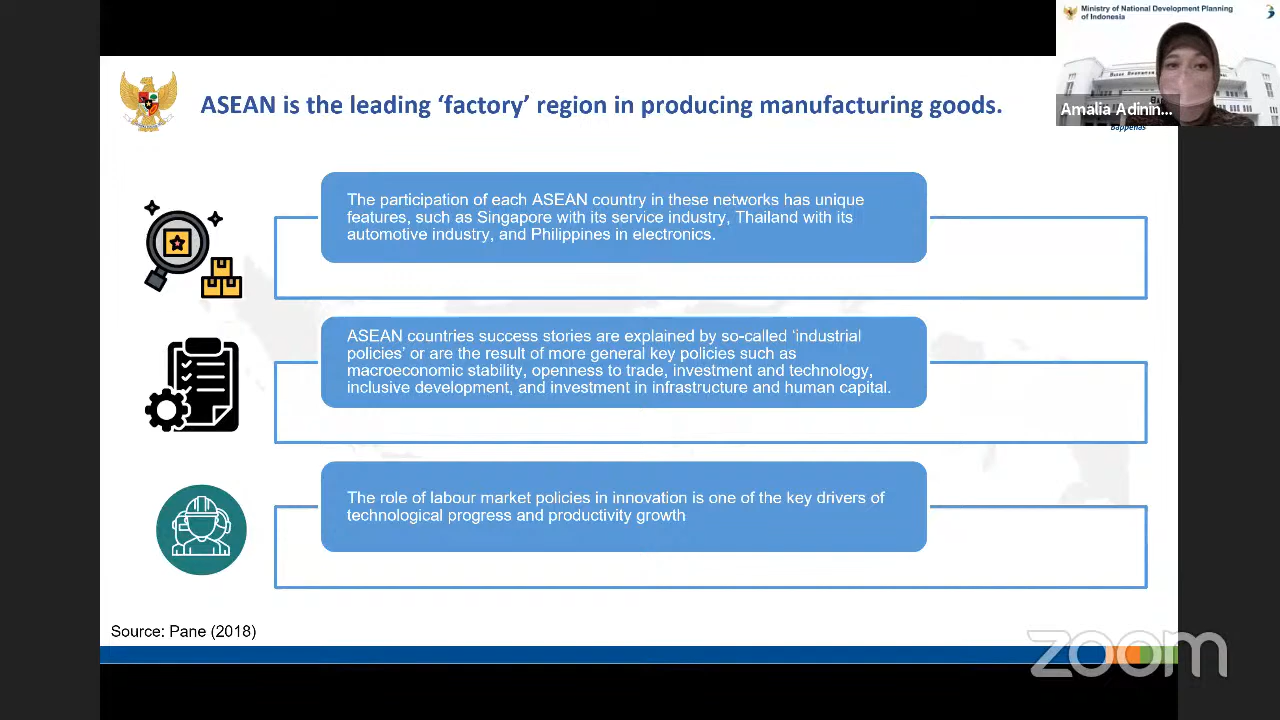 Ministry of National Development Planning
of Indonesia
Amalia Adinin...
Bappenas
ASEAN is the leading ‘factory’ region in producing manufacturing goods.
The participation of each ASEAN country in these networks has unique
features, such as Singapore with its service industry, Thailand with its
automotive industry, and Philippines in electronics.
ASEAN countries success stories are explained by so-called ‘industrial
policies’ or are the result of more general key policies such as
macroeconomic stability, openness to trade, investment and technology,
inclusive development, and investment in infrastructure and human capital.
The role of labour market policies in innovation is one of the key drivers of
technological progress and productivity growth
Source: Pane (2018)
zoom